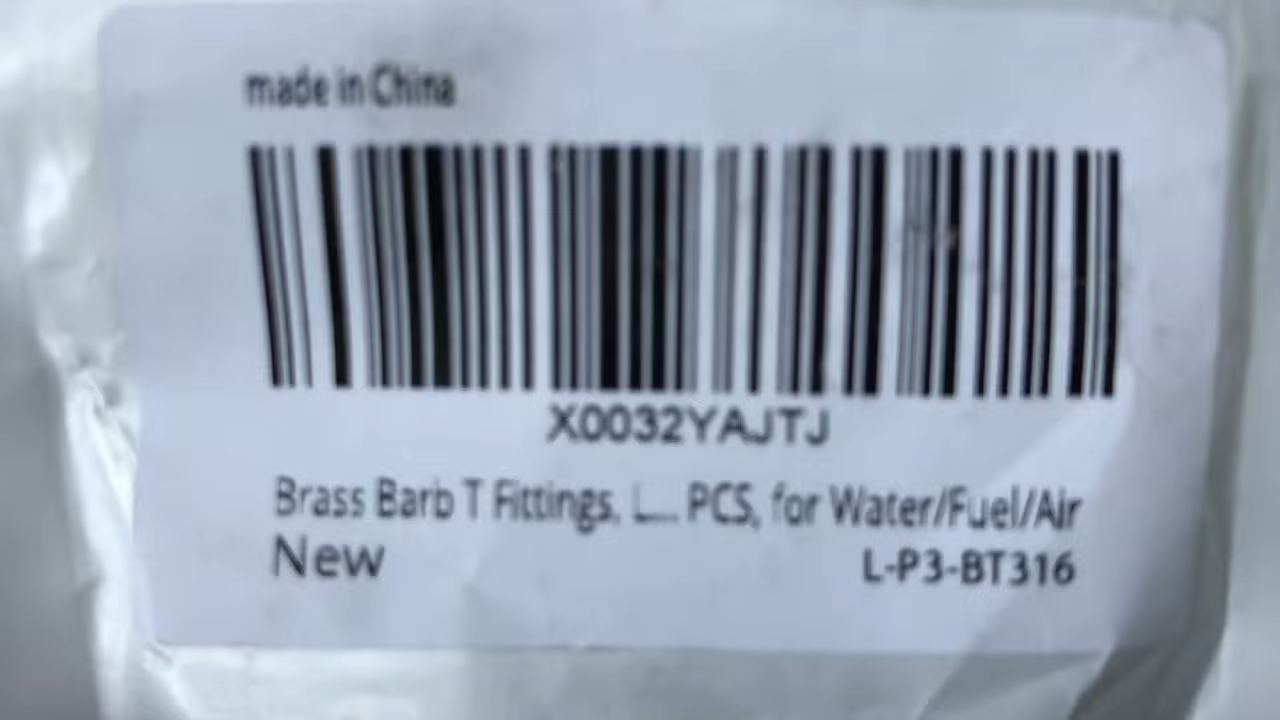 made in China
X0032YAJTJ
Brass Barb T Fittings, L... PCS, for Water/Fuel/Air
New L-P3-BT316